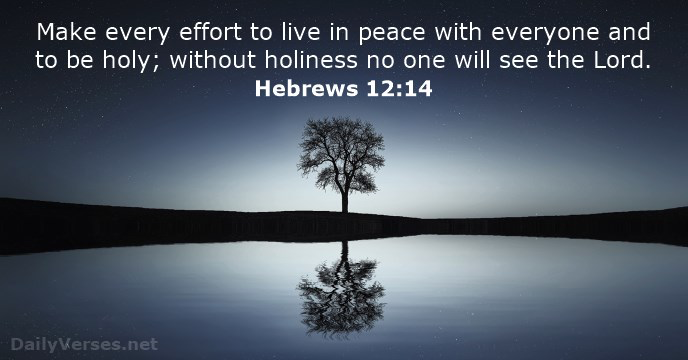 Make every effort to live in peace with everyone and
to be holy; without holiness no one will see the Lord.
Hebrews 12:14
DailyVerses.net